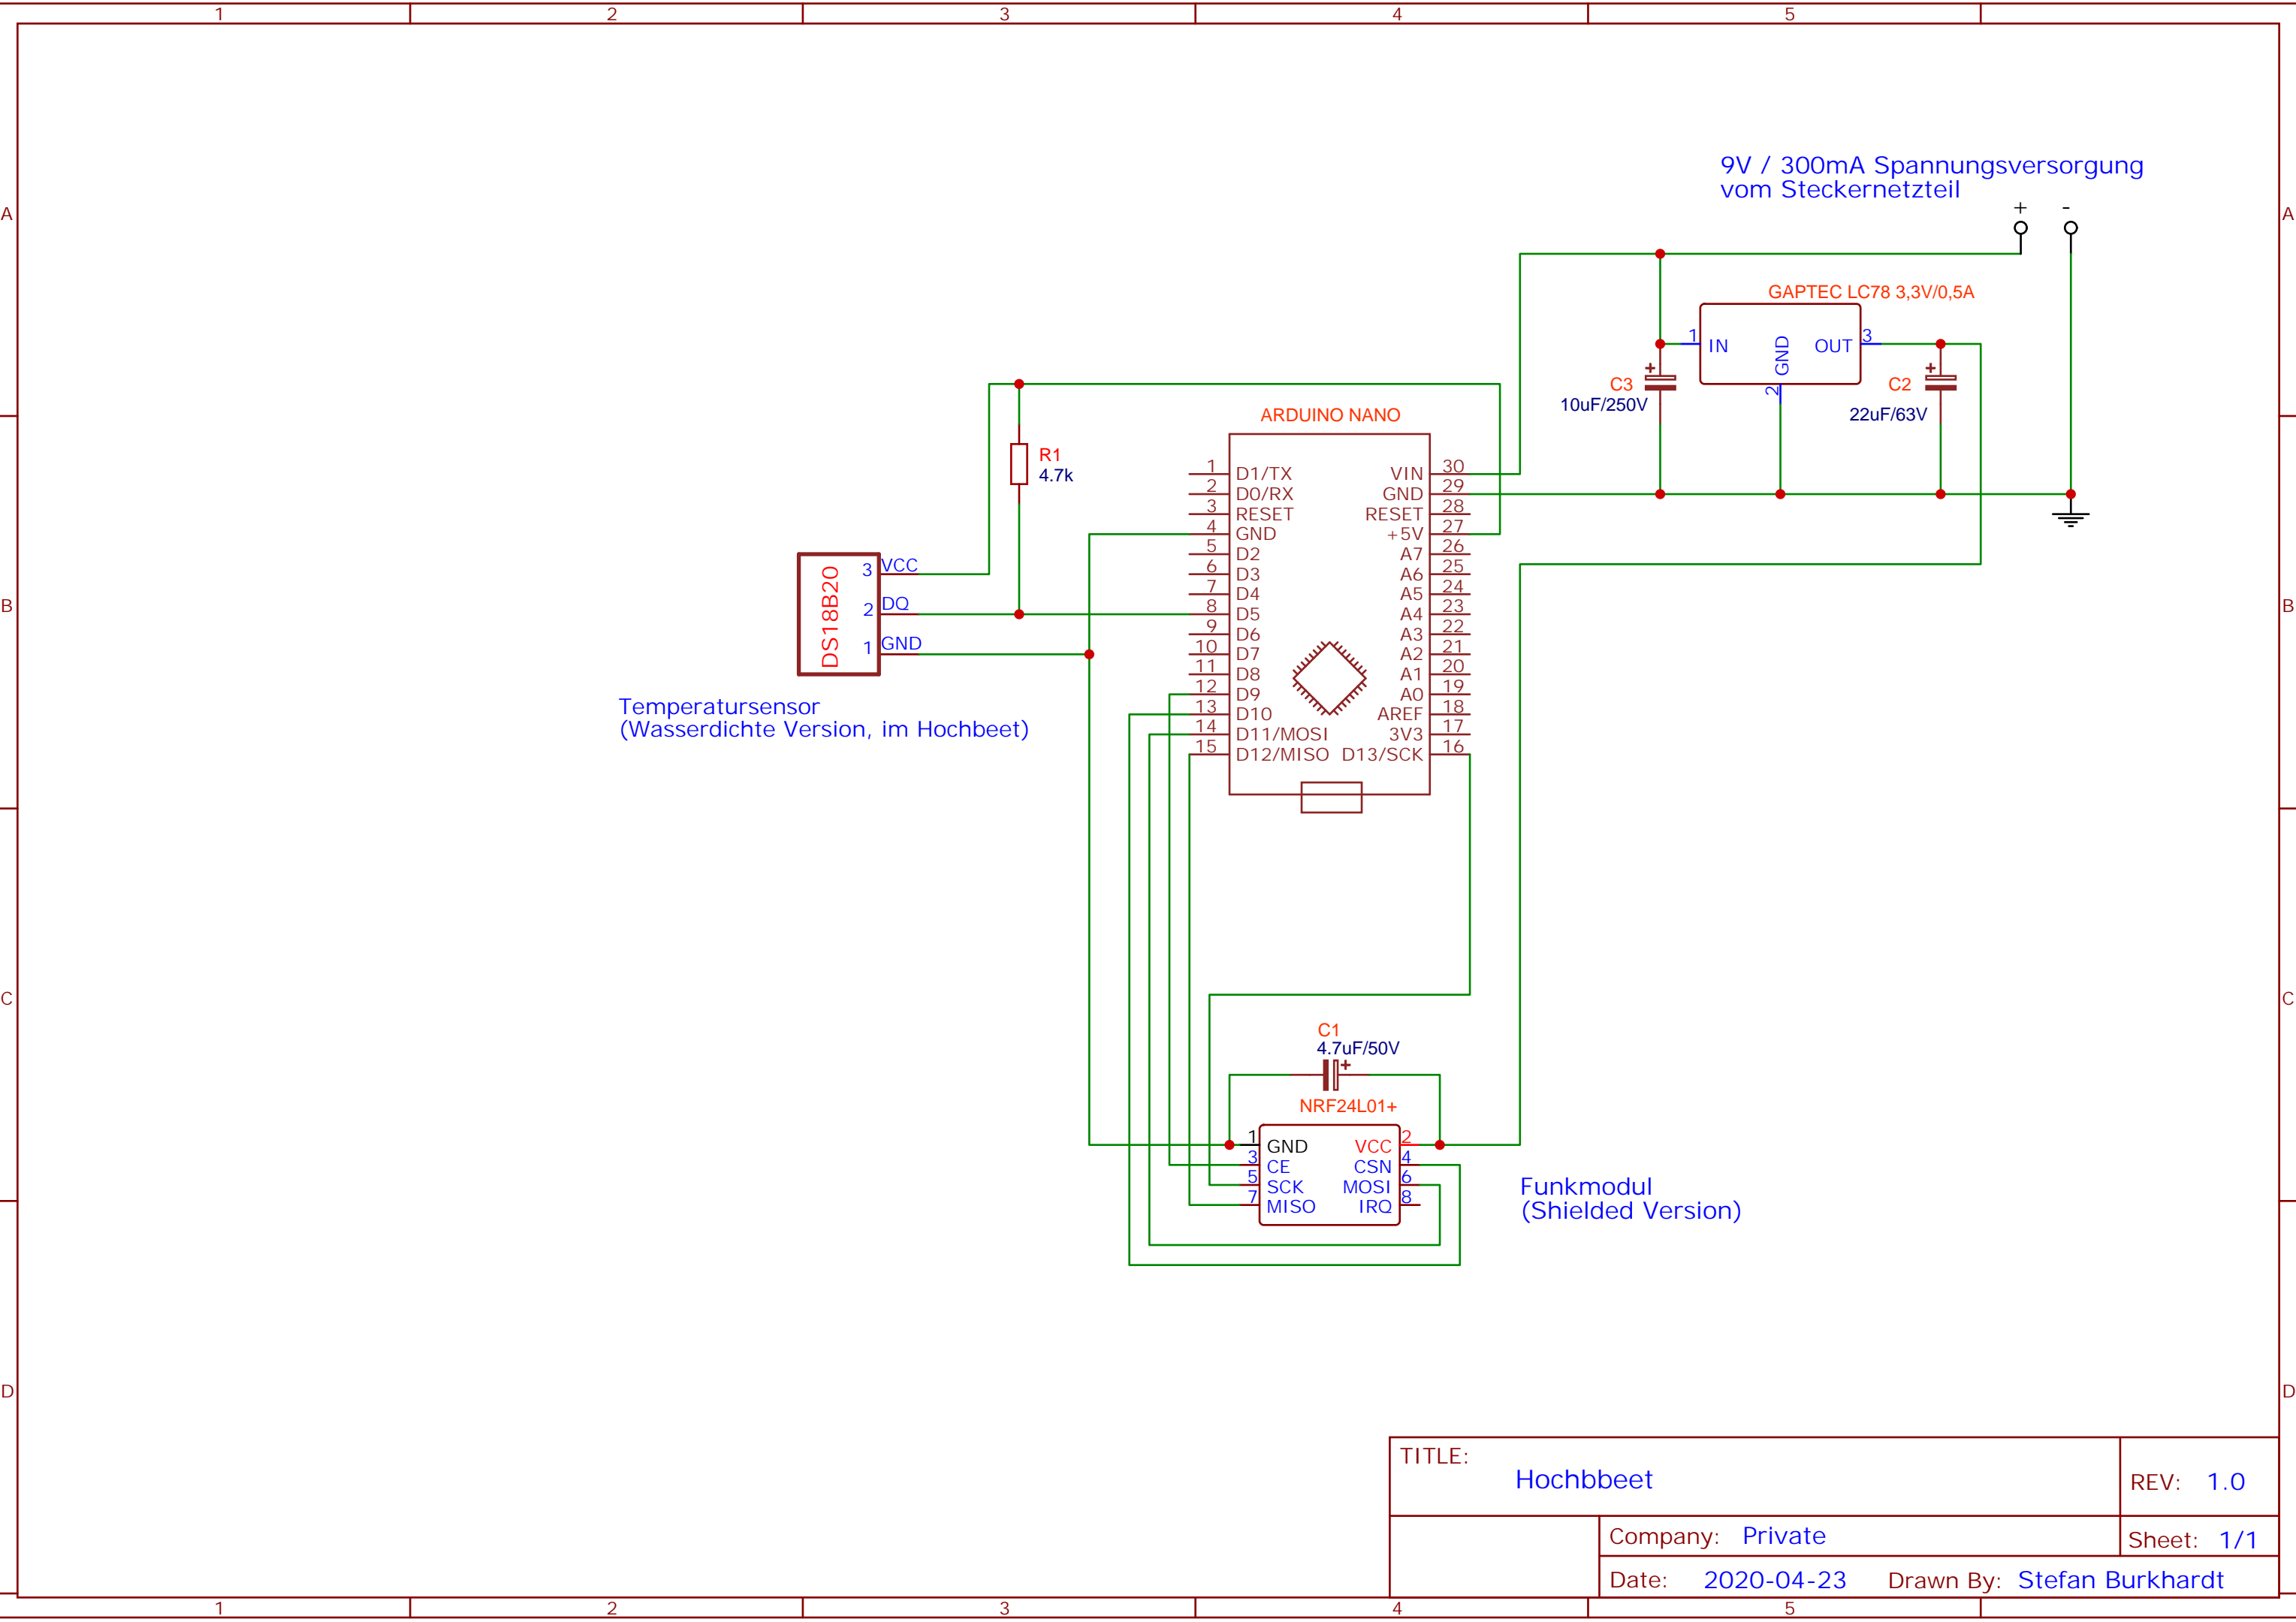 1 2 3 4 5
A A
B B
C C
D D
9V / 300mA Spannungsversorgung
vom Steckernetzteil
+ -
GAPTEC LC78 3,3V/0,5A
1 IN
GND
2
OUT 3
+
C3
10uF/250V
+
C2
22uF/63V
ARDUINO NANO
1 D1/TX VIN 30
2 D0/RX GND 29
3 RESET RESET 28
4 GND +5V 27
5 D2 A7 26
6 D3 A6 25
7 D4 A5 24
8 D5 A4 23
9 D6 A3 22
10 D7 A2 21
11 D8 A1 20
12 D9 A0 19
13 D10 AREF 18
14 D11/MOSI 3V3 17
15 D12/MISO D13/SCK 16
R1
4.7k
DS18B20
3 VCC
2 DQ
1 GND
Temperatursensor
(Wasserdichte Version, im Hochbeet)
C1
4.7uF/50V
+
NRF24L01+
1 GND VCC 2
3 CE CSN 4
5 SCK MOSI 6
7 MISO IRQ 8
Funkmodul
(Shielded Version)
TITLE:
Hochbbeet
REV: 1.0
Company: Private
Sheet: 1/1
Date: 2020-04-23 Drawn By: Stefan Burkhardt
1 2 3 4 5